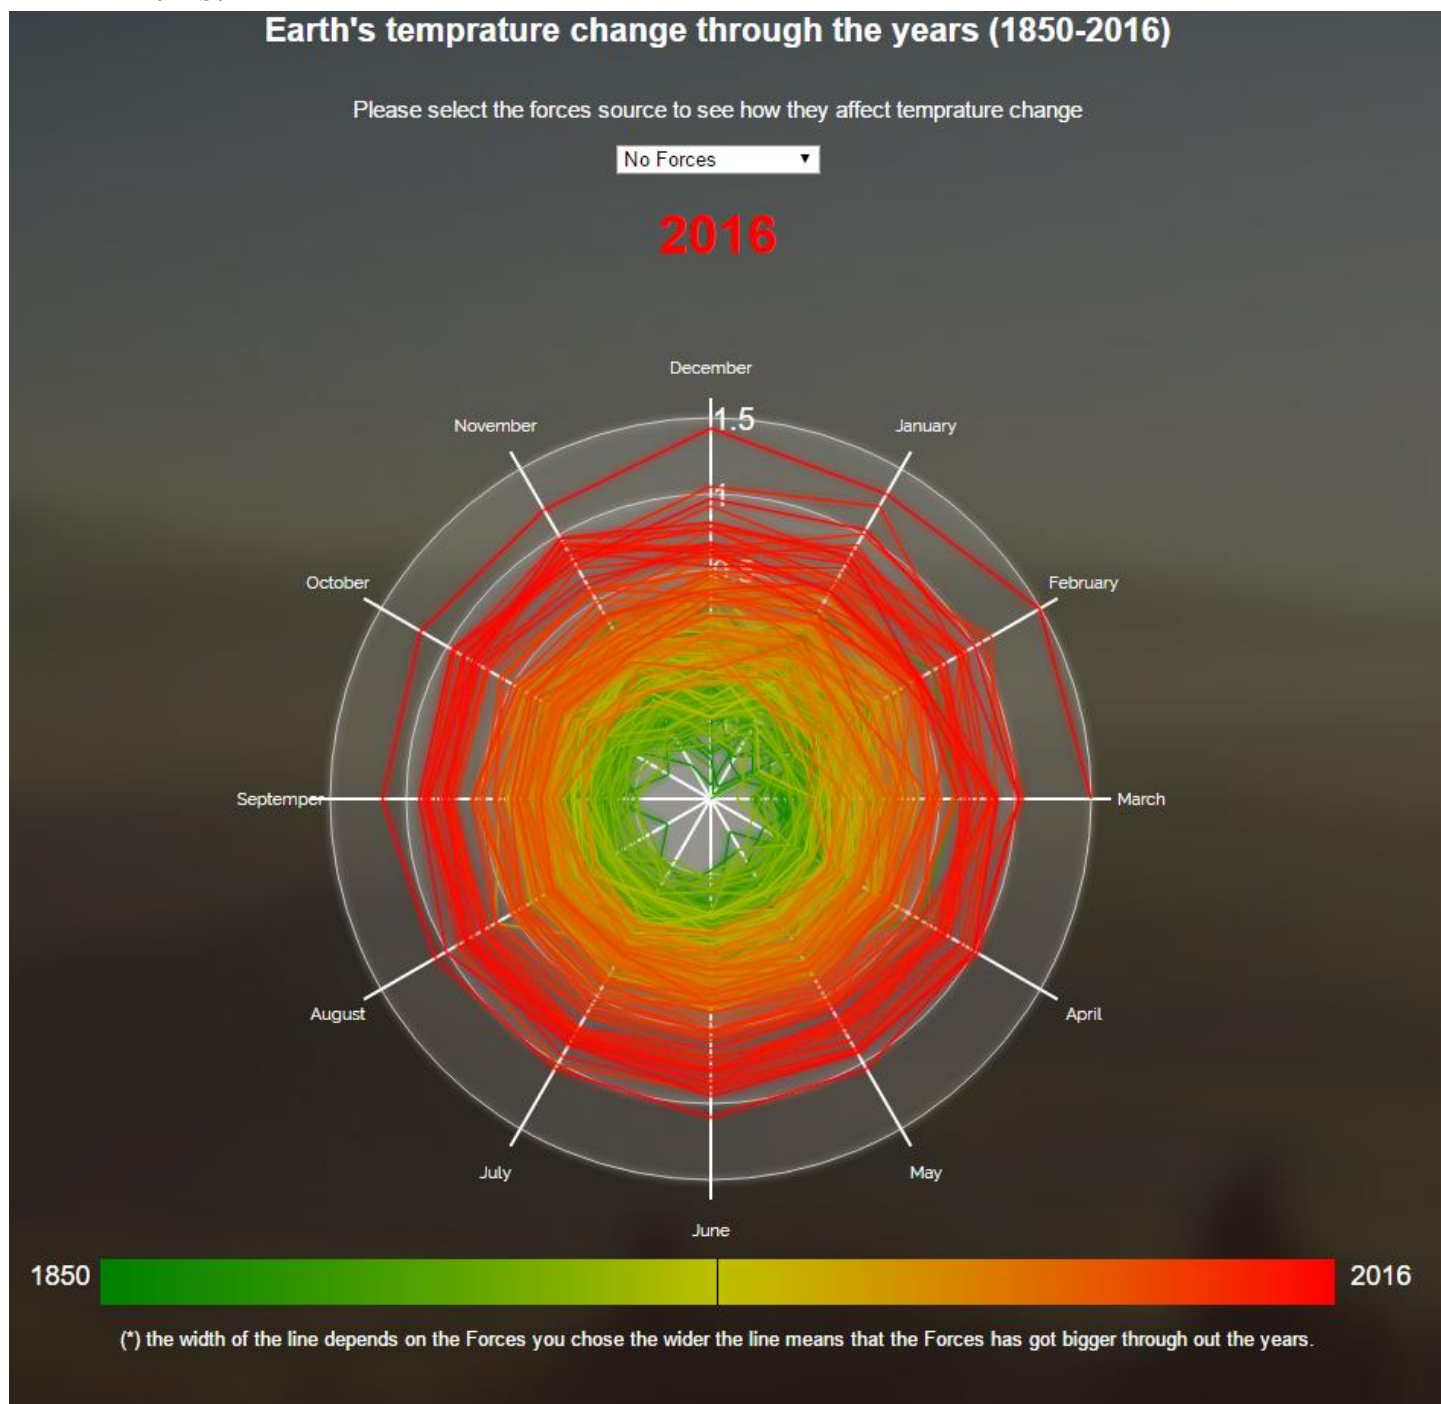 Earth's temprature change through the years (1850-2016)
Please select the forces source to see how they affect temprature change
No Forces
2016
December
1.5
November
January
1
October
February
September
March
August
April
July
May
June
1850
2016
(*) the width of the line depends on the Forces you chose the wider the line means that the Forces has got bigger through out the years.